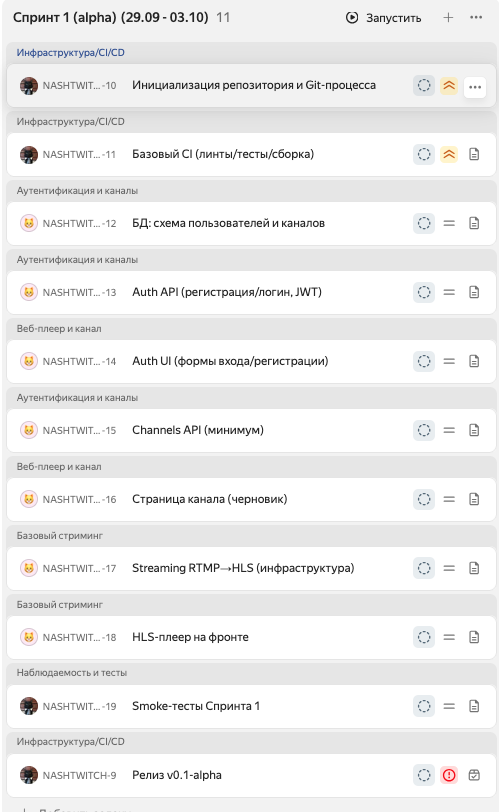 Спринт 1 (alpha) (29.09 - 03.10) 11 Запустить
Инфраструктура/CI/CD
NASHTWIT... -10 Инициализация репозитория и Git-процесса
Инфраструктура/CI/CD
NASHTWIT... -11 Базовый CI (линты/тесты/сборка)
Аутентификация и каналы
NASHTWIT... -12 БД: схема пользователей и каналов
Аутентификация и каналы
NASHTWIT... -13 Auth API (регистрация/логин, JWT)
Веб-плеер и канал
NASHTWIT... -14 Auth UI (формы входа/регистрации)
Аутентификация и каналы
NASHTWIT... -15 Channels API (минимум)
Веб-плеер и канал
NASHTWIT... -16 Страница канала (черновик)
Базовый стриминг
NASHTWIT... -17 Streaming RTMP→HLS (инфраструктура)
Базовый стриминг
NASHTWIT... -18 HLS-плеер на фронте
Наблюдаемость и тесты
NASHTWIT... -19 Smoke-тесты Спринта 1
Инфраструктура/CI/CD
NASHTWITCH-9 Релиз v0.1-alpha